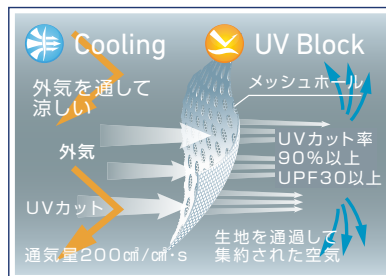 Cooling
UV Block
外気を通して
涼しい
メッシュホール
外気
UVカット率
90%以上
UPF30以上
UVカット
通気量200c㎥/c㎡·s
生地を通過して
集約された空気